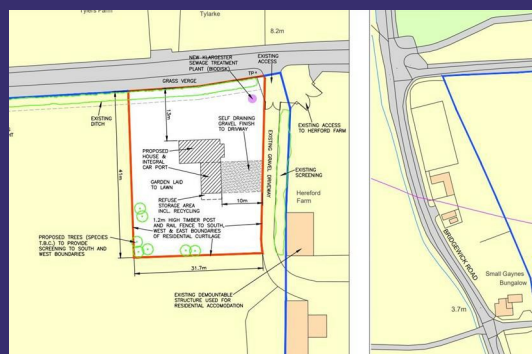 Tylers Farm
Tylarke
8.2m
NEW KLARGESTER
SEWAGE TREATMENT
PLANT (BIODISK)
EXISTING
ACCESS
TP
GRASS VERGE
EXISTING
DITCH
13m
SELF DRAINING
GRAVEL FINISH
TO DRIVWAY
EXISTING ACCESS
TO HERFORD FARM
PROPOSED
HOUSE &
INTEGRAL
CAR PORT
EXISTING GRAVEL DRIVEWAY
EXISTING
SCREENING
41m
GARDEN LAID
TO LAWN
Hereford
Farm
REFUSE
STORAGE AREA
INCL. RECYCLING
10m
1.2m HIGH TIMBER POST
AND RAIL FENCE TO SOUTH,
WEST & EAST BOUNDARIES
OF RESIDENTIAL CURTILAGE
PROPOSED TREES (SPECIES
T.B.C.) TO PROVIDE
SCREENING TO SOUTH AND
WEST BOUNDARIES
31.7m
EXISTING DEMOUNTABLE
STRUCTURE USED FOR
RESIDENTIAL ACCOMODATION
BRIDGEWICK ROAD
Small Gaynes
Bungalow
3.7m